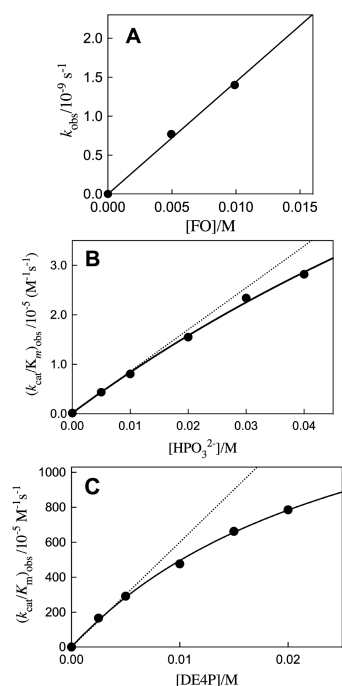 A
2.0
1.5
1.0
0.5
0.0
k_obs/10⁻⁹ s⁻¹
0.000 0.005 0.010 0.015
[FO]/M
B
3.0
2.0
1.0
0.0
(k_cat/K_m)_obs /10⁻⁵ (M⁻¹s⁻¹)
0.00 0.01 0.02 0.03 0.04
[HPO₃²⁻]/M
C
1000
800
600
400
200
0
(k_cat/K_m)_obs /10⁻⁵ M⁻¹s⁻¹
0.00 0.01 0.02
[DE4P]/M